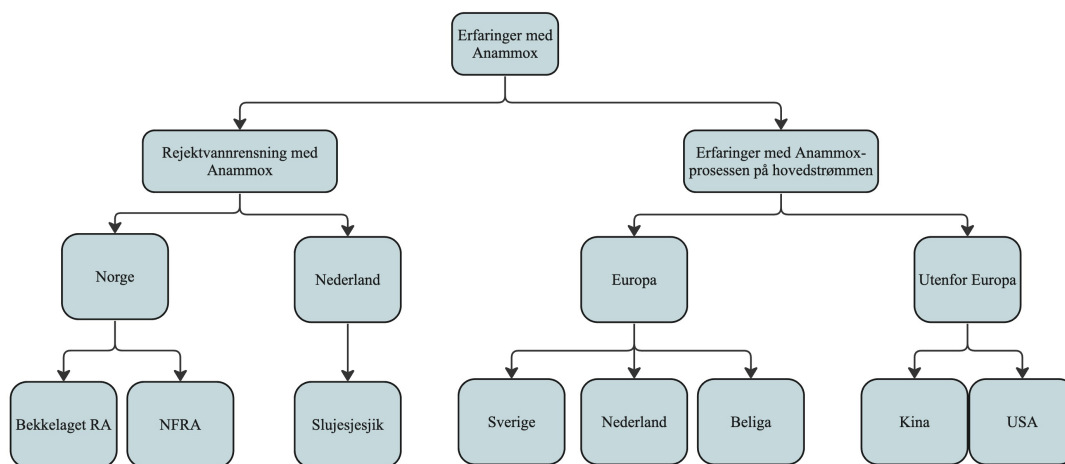 Erfaringer med
Anammox
Rejektvannrensning med
Anammox
Erfaringer med Anammox-
prosessen på hovedstrømmen
Norge
Nederland
Europa
Utenfor Europa
Bekkelaget RA
NFRA
Slujesjesjik
Sverige
Nederland
Beliga
Kina
USA